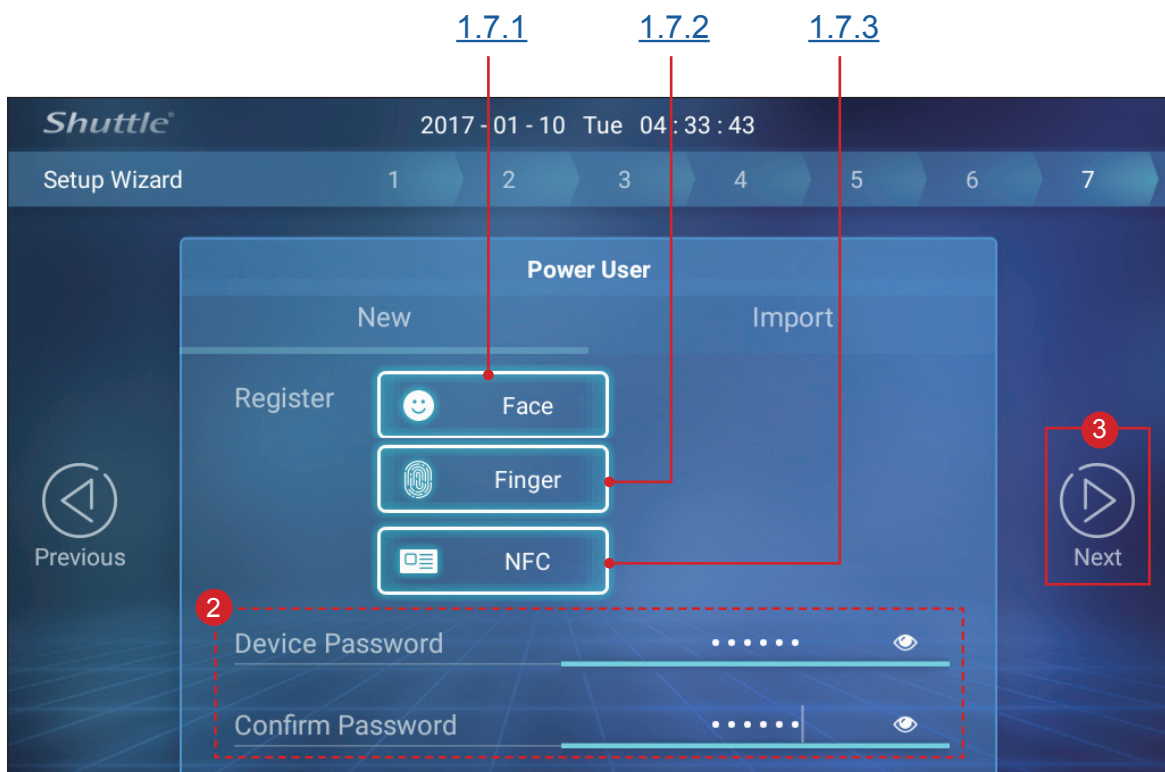 1.7.1 1.7.2 1.7.3
Shuttle® 2017 - 01 - 10 Tue 04 : 33 : 43
Setup Wizard 1 2 3 4 5 6 7
Power User
New Import
Register Face
Finger
NFC
Previous
3
Next
2
Device Password ••••••
Confirm Password ••••••